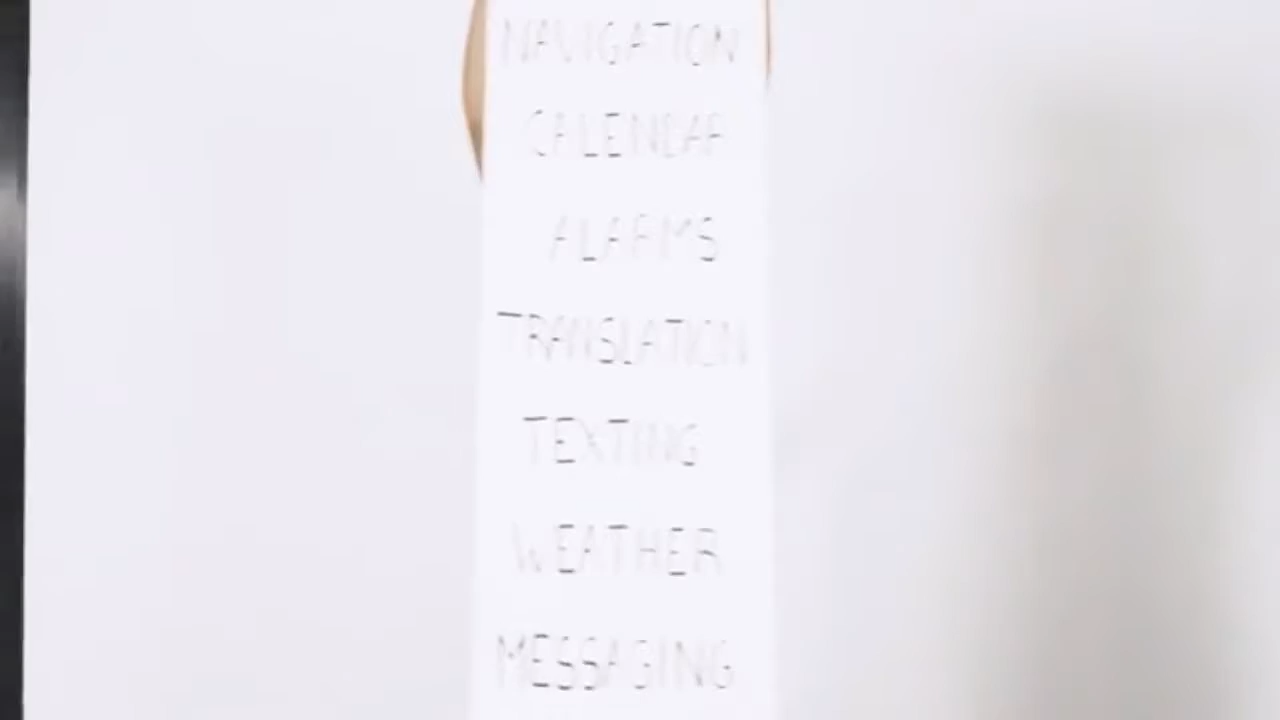 NAVIGATION
CALENDAR
ALARMS
TRANSLATION
TEXTING
WEATHER
MESSAGING